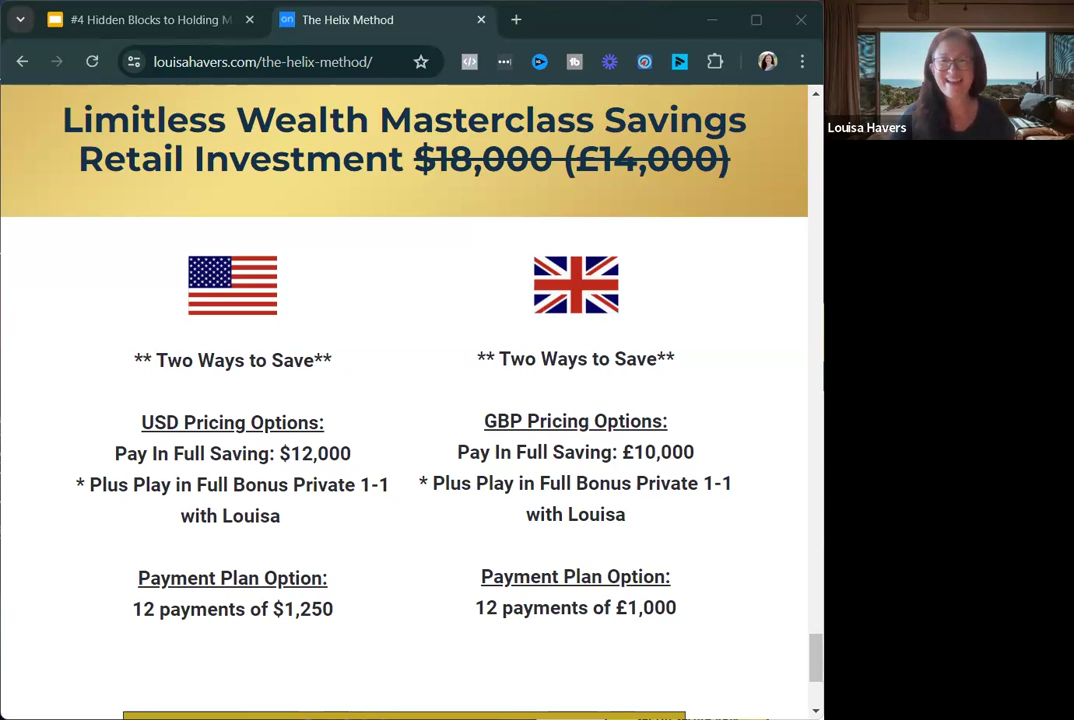 #4 Hidden Blocks to Holding M
The Helix Method
louisahavers.com/the-helix-method/
Limitless Wealth Masterclass Savings
Retail Investment $18,000 (£14,000)
** Two Ways to Save**
USD Pricing Options:
Pay In Full Saving: $12,000
* Plus Play in Full Bonus Private 1-1
with Louisa
Payment Plan Option:
12 payments of $1,250
** Two Ways to Save**
GBP Pricing Options:
Pay In Full Saving: £10,000
* Plus Play in Full Bonus Private 1-1
with Louisa
Payment Plan Option:
12 payments of £1,000
Louisa Havers